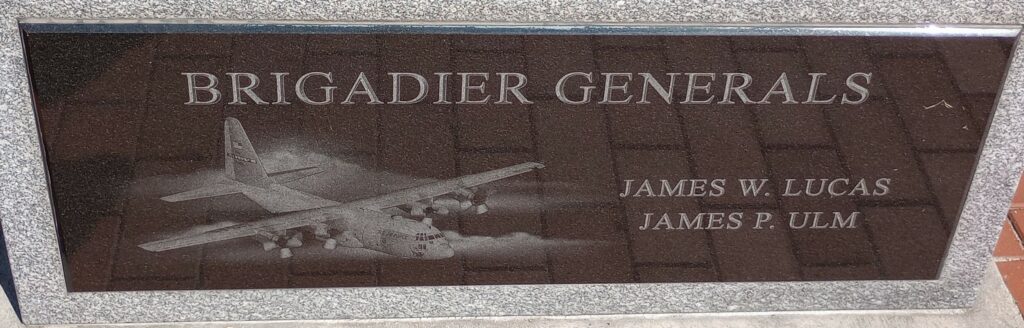 BRIGADIER GENERALS
JAMES W. LUCAS
JAMES P. ULM